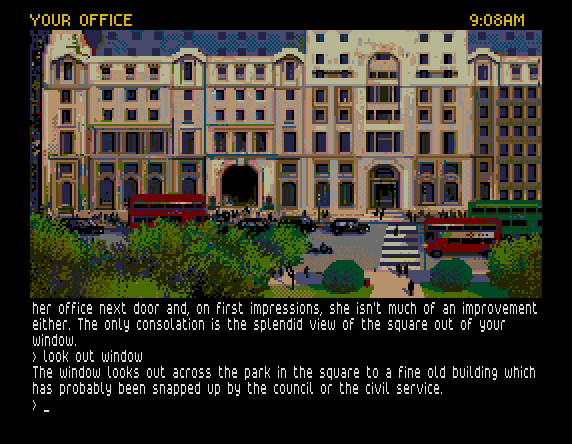 YOUR OFFICE 9:08AM
her office next door and, on first impressions, she isn't much of an improvement
either. The only consolation is the splendid view of the square out of your
window.
> look out window
The window looks out across the park in the square to a fine old building which
has probably been snapped up by the council or the civil service.
> _